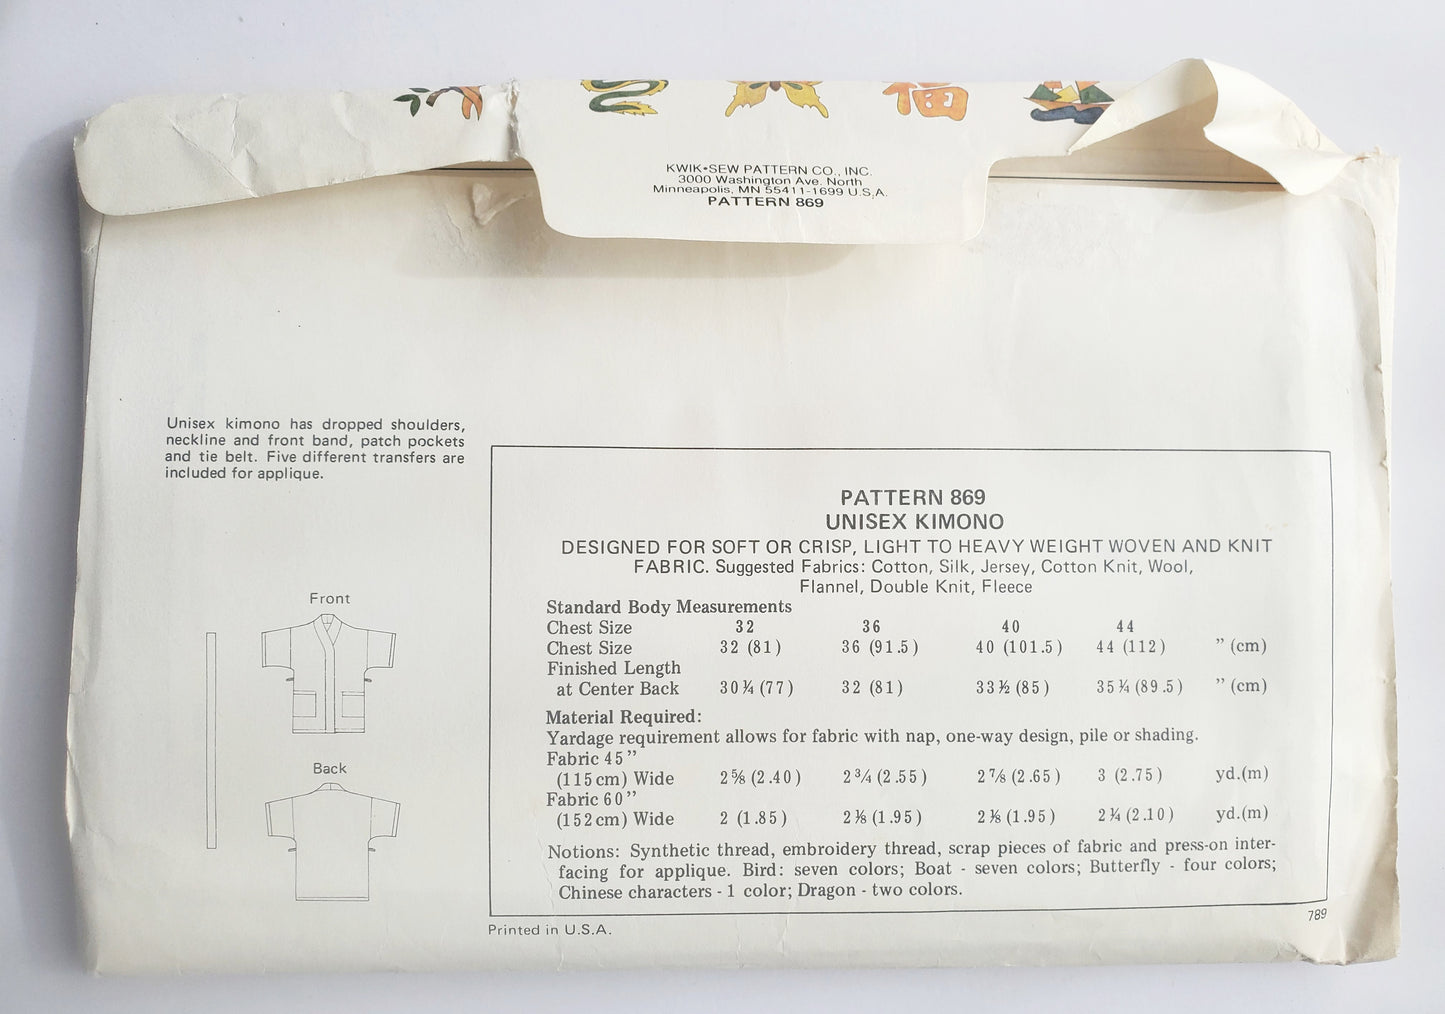 福
KWIK•SEW PATTERN CO., INC.
3000 Washington Ave. North
Minneapolis, MN 55411-1699 U.S.A.
PATTERN 869
Unisex kimono has dropped shoulders,
neckline and front band, patch pockets
and tie belt. Five different transfers are
included for applique.
Front
Back
PATTERN 869
UNISEX KIMONO
DESIGNED FOR SOFT OR CRISP, LIGHT TO HEAVY WEIGHT WOVEN AND KNIT
FABRIC. Suggested Fabrics: Cotton, Silk, Jersey, Cotton Knit, Wool,
Flannel, Double Knit, Fleece
Standard Body Measurements
Chest Size 32 36 40 44
Chest Size 32 (81) 36 (91.5) 40 (101.5) 44 (112) ” (cm)
Finished Length
at Center Back 30¼ (77) 32 (81) 33½ (85) 35¼ (89.5) ” (cm)
Material Required:
Yardage requirement allows for fabric with nap, one-way design, pile or shading.
Fabric 45”
(115cm) Wide 2⅝ (2.40) 2¾ (2.55) 2⅞ (2.65) 3 (2.75) yd.(m)
Fabric 60”
(152cm) Wide 2 (1.85) 2⅛ (1.95) 2⅛ (1.95) 2¼ (2.10) yd.(m)
Notions: Synthetic thread, embroidery thread, scrap pieces of fabric and press-on inter-
facing for applique. Bird: seven colors; Boat - seven colors; Butterfly - four colors;
Chinese characters - 1 color; Dragon - two colors.
789
Printed in U.S.A.